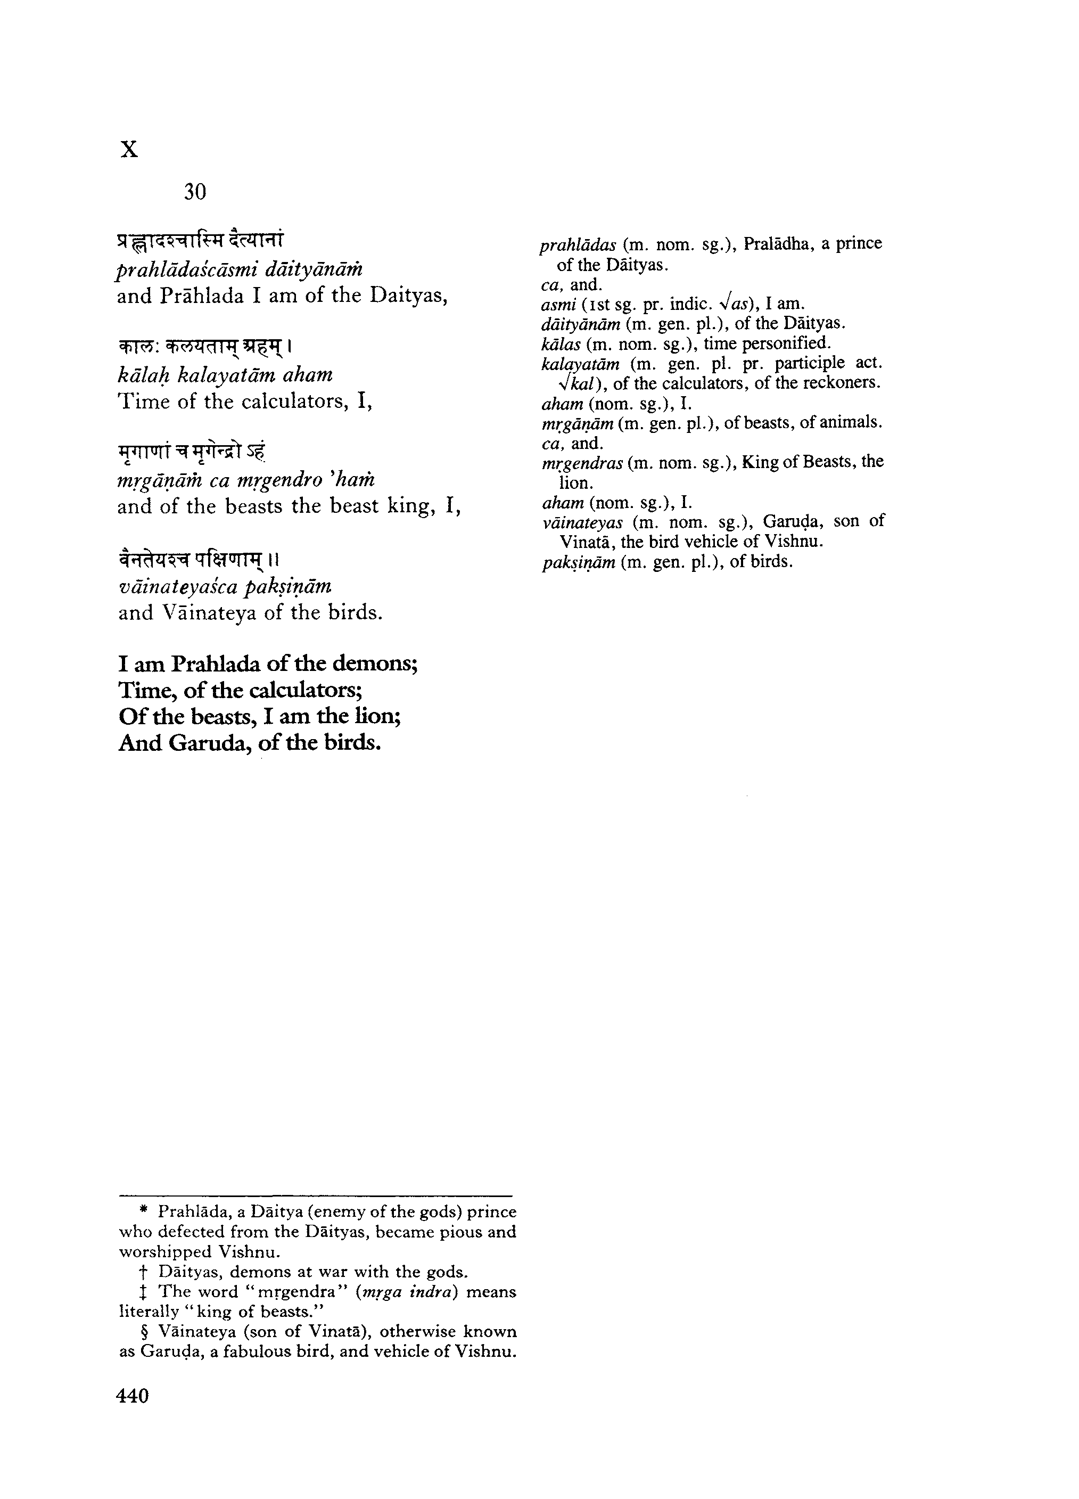 X
30
प्रह्लादश्चास्मि दैत्यानां
prahlādaścāsmi dāityānāṁ
and Prāhlada I am of the Daityas,
कालः कलयताम् अहम् ।
kālaḥ kalayatām aham
Time of the calculators, I,
मृगाणां च मृगेन्द्रो ऽहं
mṛgāṇāṁ ca mṛgendro 'haṁ
and of the beasts the beast king, I,
वैनतेयश्च पक्षिणाम् ॥
vāinateyaśca pakṣiṇām
and Vāinateya of the birds.
I am Prahlada of the demons;
Time, of the calculators;
Of the beasts, I am the lion;
And Garuda, of the birds.
prahlādas (m. nom. sg.), Pralādha, a prince
of the Dāityas.
ca, and.
asmi (1st sg. pr. indic. √as), I am.
dāityānām (m. gen. pl.), of the Dāityas.
kālas (m. nom. sg.), time personified.
kalayatām (m. gen. pl. pr. participle act.
√kal), of the calculators, of the reckoners.
aham (nom. sg.), I.
mṛgāṇām (m. gen. pl.), of beasts, of animals.
ca, and.
mṛgendras (m. nom. sg.), King of Beasts, the
lion.
aham (nom. sg.), I.
vāinateyas (m. nom. sg.), Garuḍa, son of
Vinatā, the bird vehicle of Vishnu.
pakṣiṇām (m. gen. pl.), of birds.
* Prahlāda, a Dāitya (enemy of the gods) prince
who defected from the Dāityas, became pious and
worshipped Vishnu.
† Dāityas, demons at war with the gods.
‡ The word "mṛgendra" (mṛga indra) means
literally "king of beasts."
§ Vāinateya (son of Vinatā), otherwise known
as Garuḍa, a fabulous bird, and vehicle of Vishnu.
440